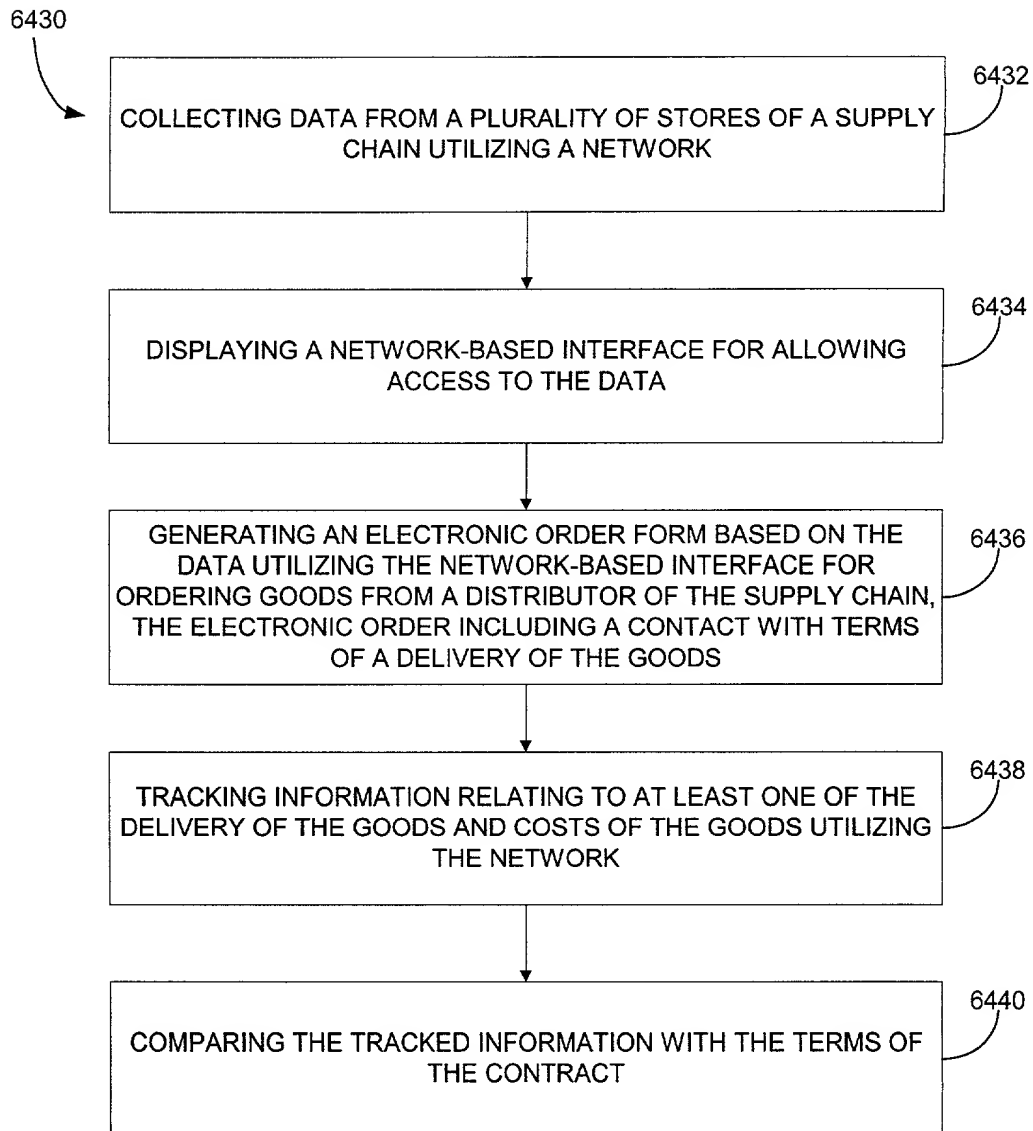 6430
6432
COLLECTING DATA FROM A PLURALITY OF STORES OF A SUPPLY
CHAIN UTILIZING A NETWORK
6434
DISPLAYING A NETWORK-BASED INTERFACE FOR ALLOWING
ACCESS TO THE DATA
6436
GENERATING AN ELECTRONIC ORDER FORM BASED ON THE
DATA UTILIZING THE NETWORK-BASED INTERFACE FOR
ORDERING GOODS FROM A DISTRIBUTOR OF THE SUPPLY CHAIN,
THE ELECTRONIC ORDER INCLUDING A CONTACT WITH TERMS
OF A DELIVERY OF THE GOODS
6438
TRACKING INFORMATION RELATING TO AT LEAST ONE OF THE
DELIVERY OF THE GOODS AND COSTS OF THE GOODS UTILIZING
THE NETWORK
6440
COMPARING THE TRACKED INFORMATION WITH THE TERMS OF
THE CONTRACT